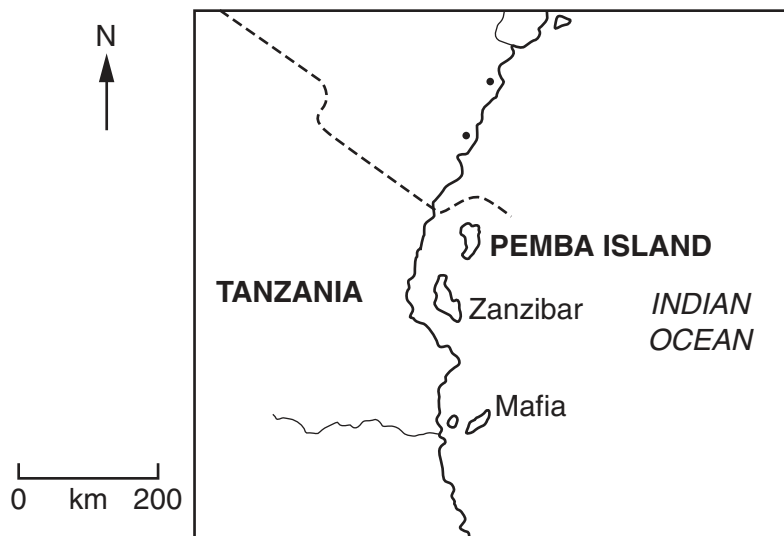 N
PEMBA ISLAND
TANZANIA
Zanzibar
INDIAN
OCEAN
Mafia
0 km 200